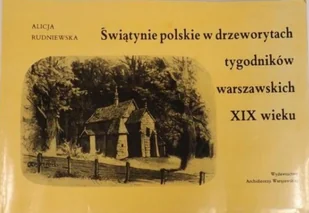 ALICJA
RUDNIEWSKA
Świątynie polskie w drzeworytach
tygodników
warszawskich
XIX wieku
Wydawnictwo
Archidiecezji Warszawskiej